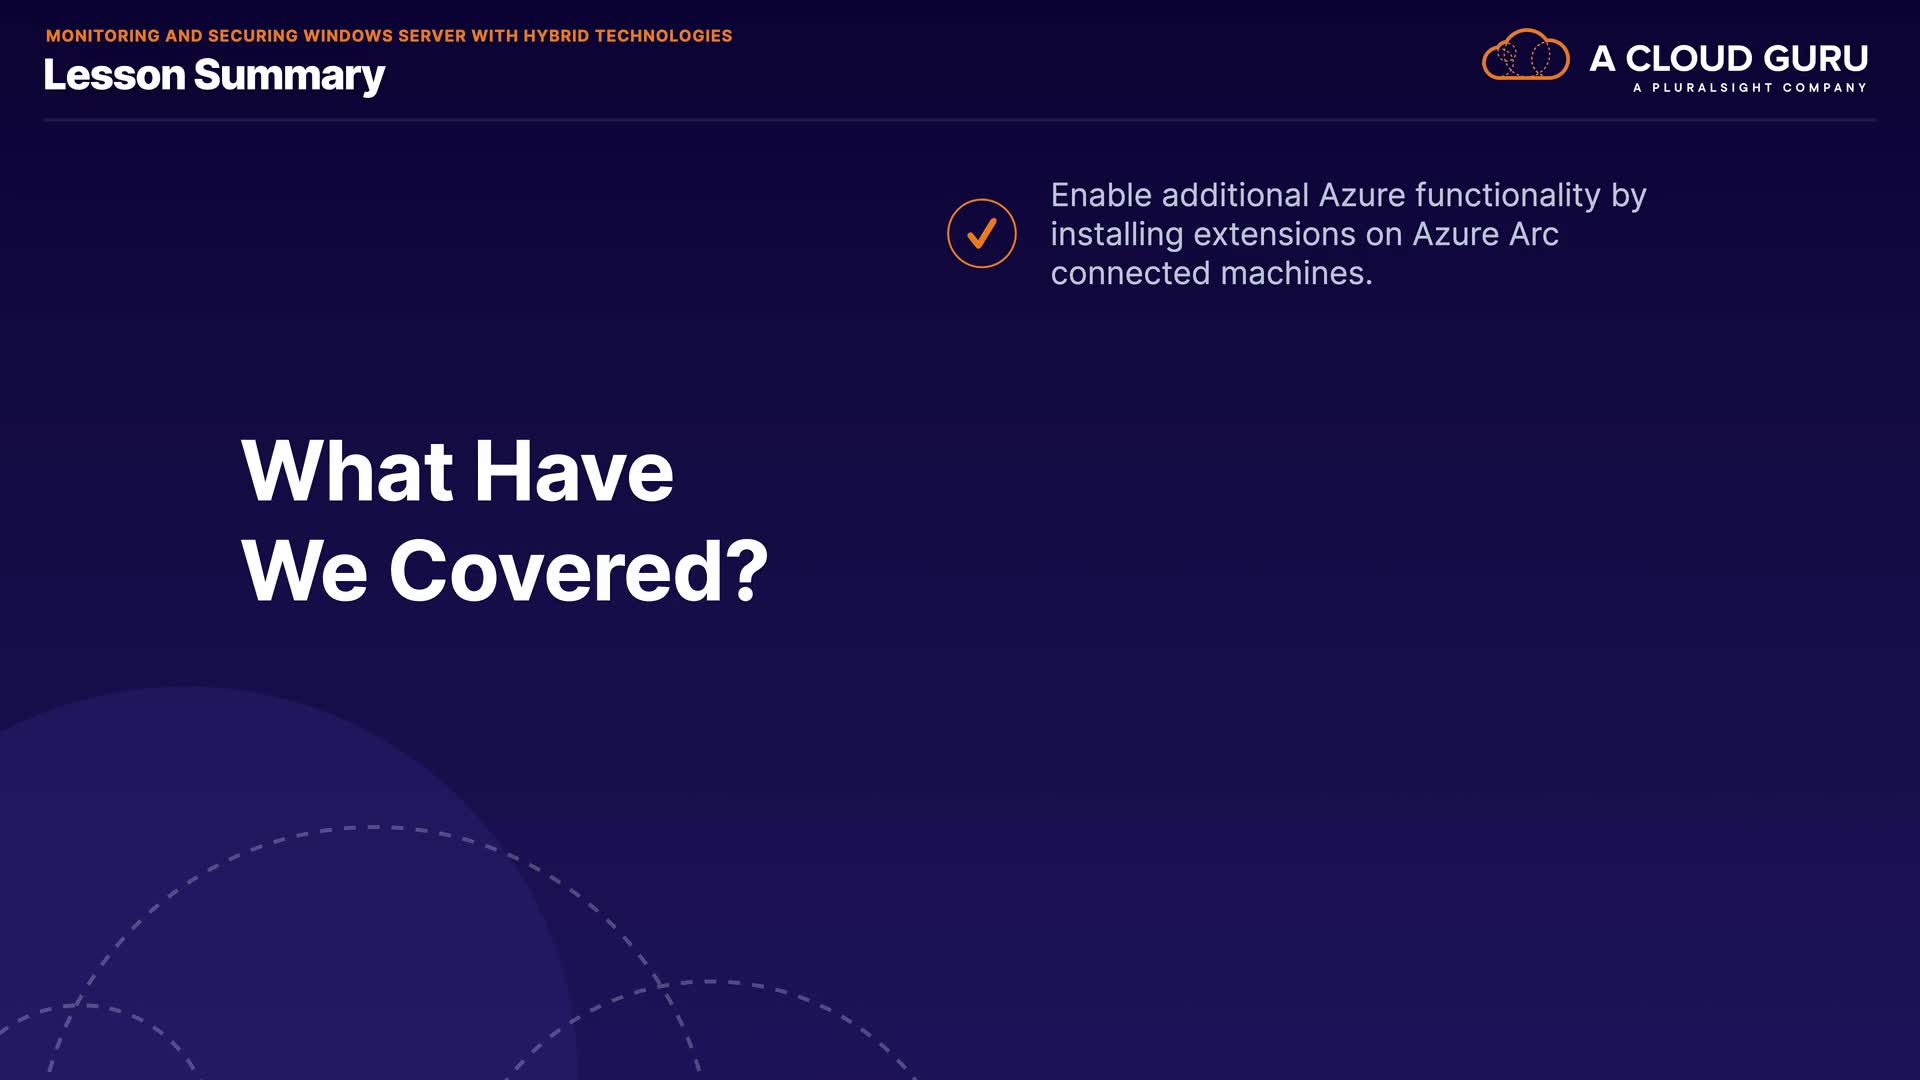 MONITORING AND SECURING WINDOWS SERVER WITH HYBRID TECHNOLOGIES
Lesson Summary
A CLOUD GURU
A PLURALSIGHT COMPANY
Enable additional Azure functionality by
installing extensions on Azure Arc
connected machines.
What Have
We Covered?